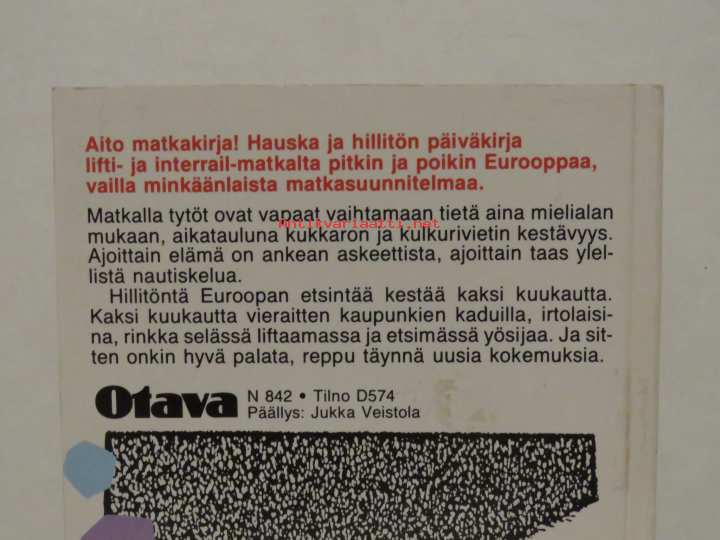 Aito matkakirja! Hauska ja hillitön päiväkirja
lifti- ja interrail-matkalta pitkin ja poikin Eurooppaa,
vailla minkäänlaista matkasuunnitelmaa.
Matkalla tytöt ovat vapaat vaihtamaan tietä aina mielialan
Antikvariaatti.net
mukaan, aikatauluna kukkaron ja kulkurivietin kestävyys.
Ajoittain elämä on ankean askeettista, ajoittain taas ylel-
listä nautiskelua.
Hillitöntä Euroopan etsintää kestää kaksi kuukautta.
Kaksi kuukautta vieraitten kaupunkien kaduilla, irtolaisi-
na, rinkka selässä liftaamassa ja etsimässä yösijaa. Ja sit-
ten onkin hyvä palata, reppu täynnä uusia kokemuksia.
Otava N 842 • Tilno D574
Päällys: Jukka Veistola